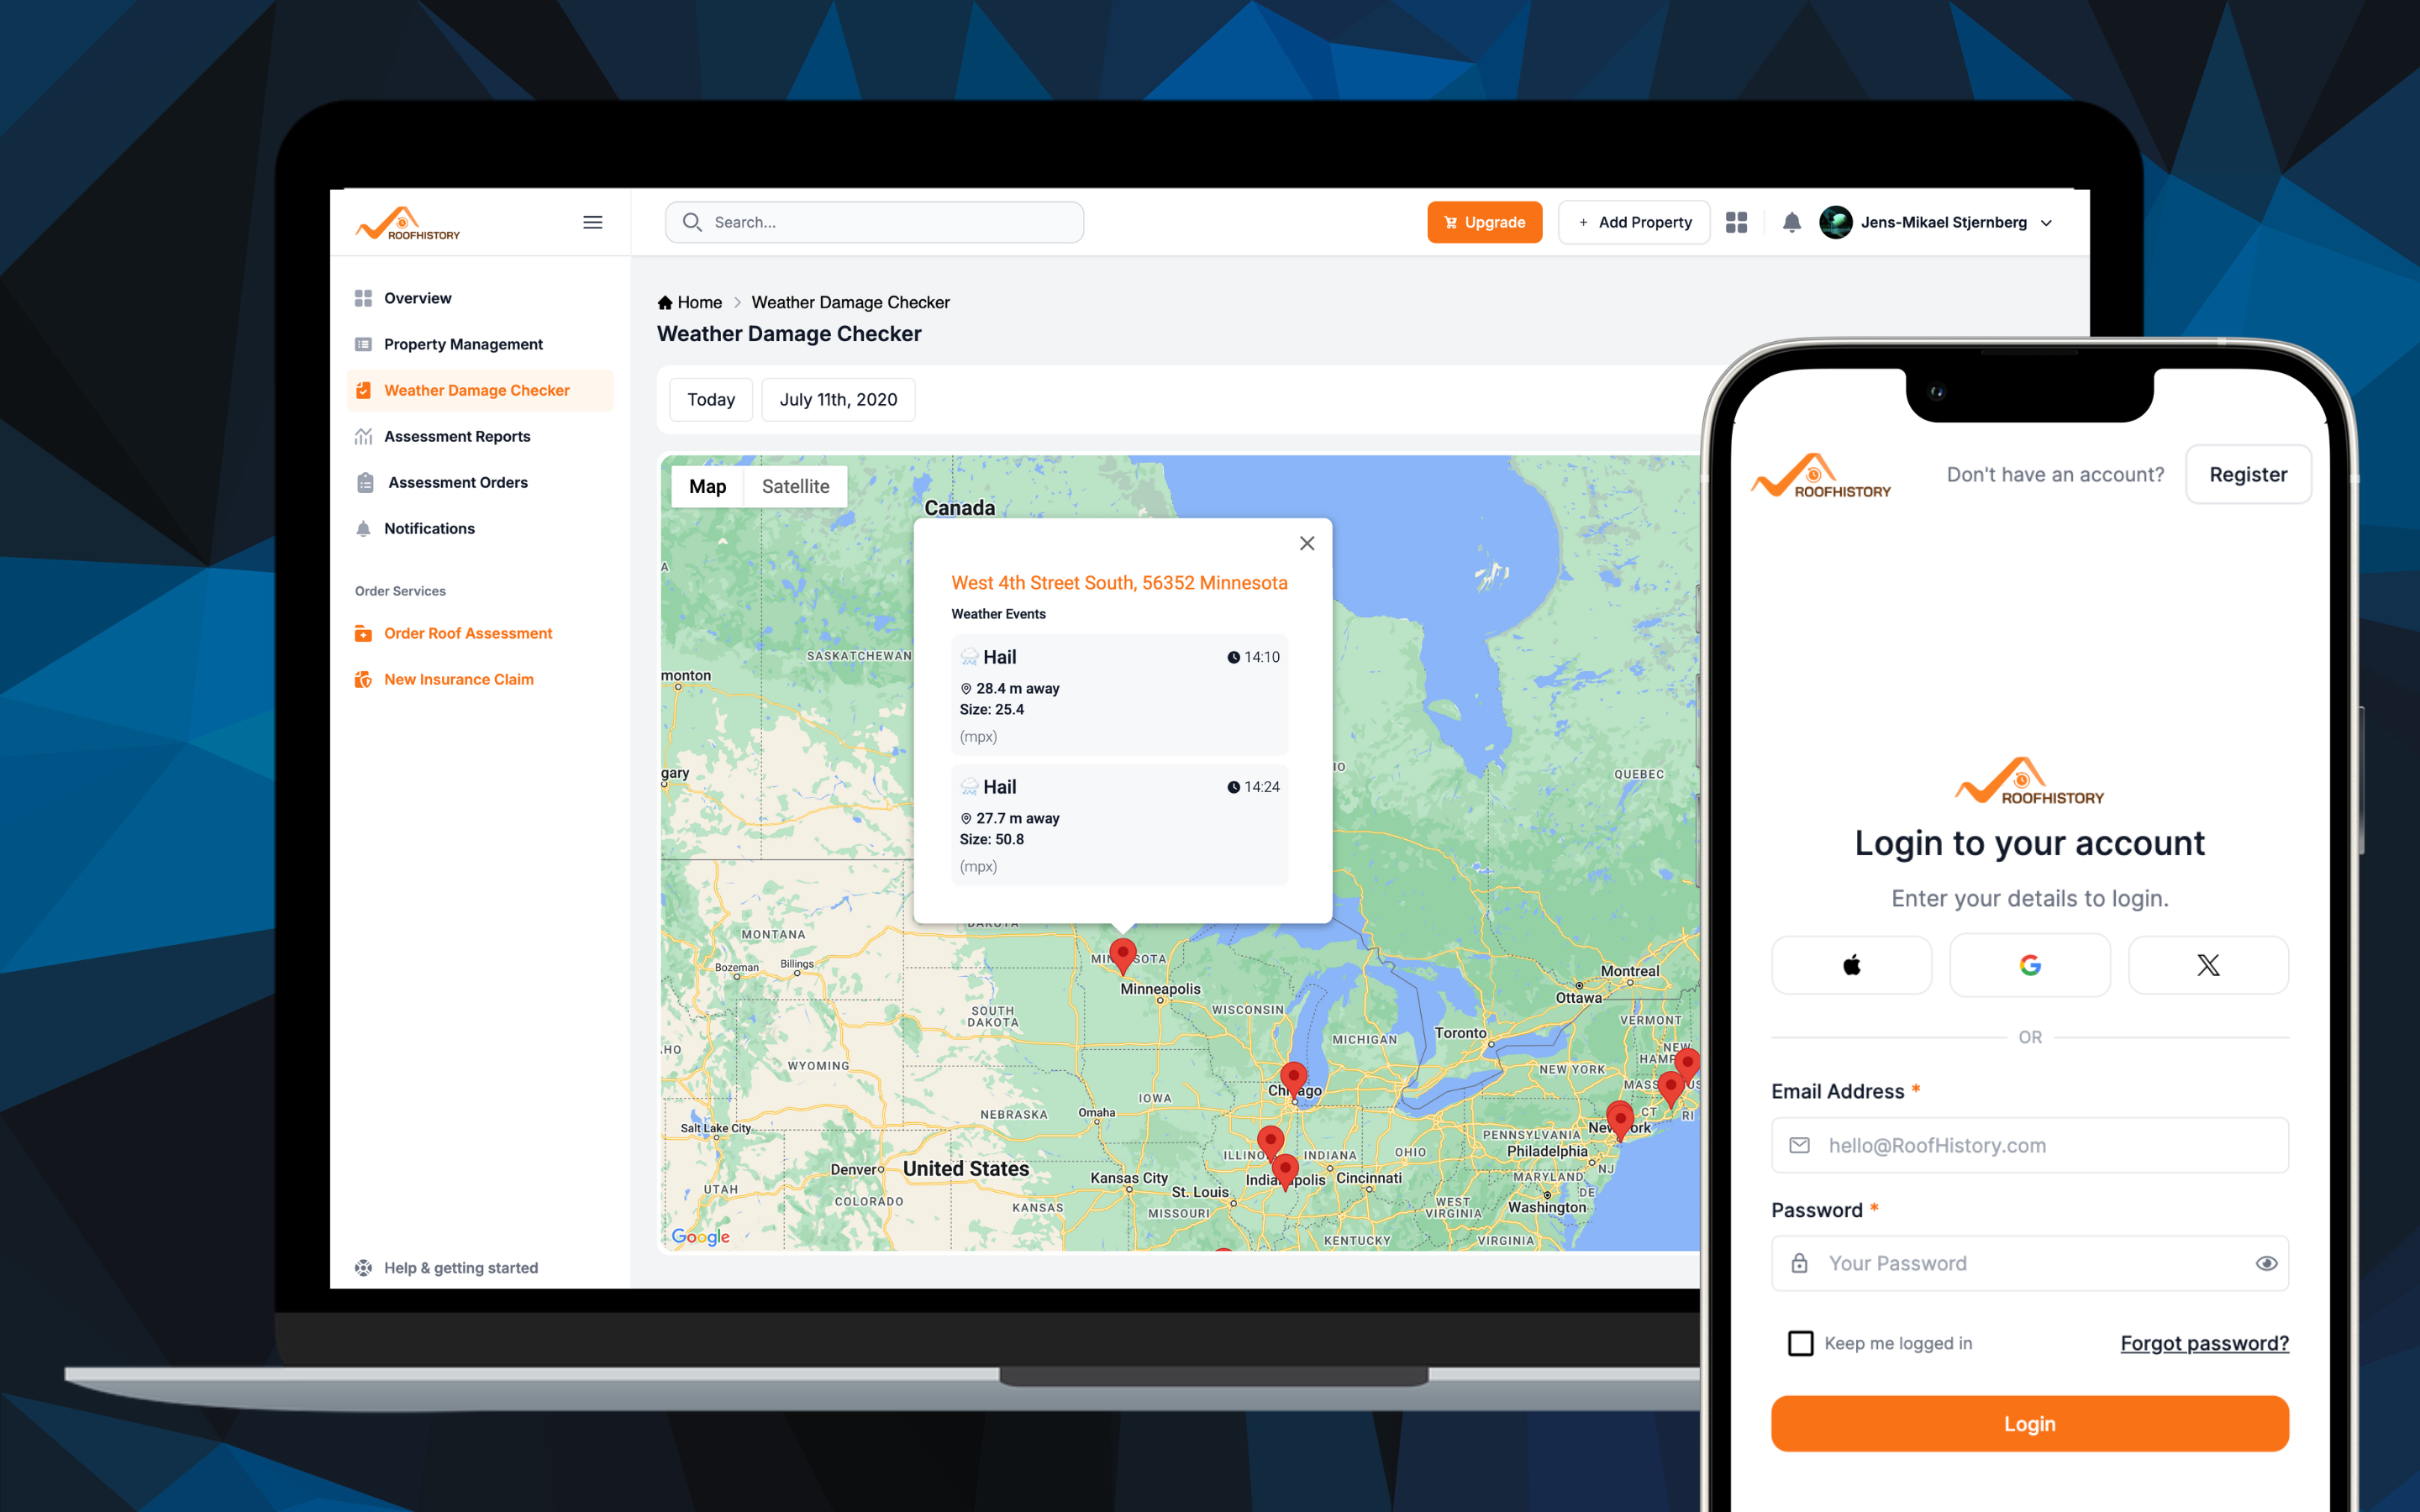 ROOFHISTORY
Search...
Upgrade
+ Add Property
Jens-Mikael Stjernberg
Overview
Property Management
Weather Damage Checker
Assessment Reports
Assessment Orders
Notifications
Order Services
Order Roof Assessment
New Insurance Claim
Help & getting started
Home > Weather Damage Checker
Weather Damage Checker
Today
July 11th, 2020
Map
Satellite
Canada
West 4th Street South, 56352 Minnesota
Weather Events
Hail
14:10
28.4 m away
Size: 25.4
(mpx)
Hail
14:24
27.7 m away
Size: 50.8
(mpx)
A
SASKATCHEWAN
monton
gary
IO
QUEBEC
DAKOTA
MONTANA
Bozeman
Billings
Minneapolis
SOUTH
DAKOTA
WISCONSIN
MICHIGAN
Toronto
Ottawa
Montreal
VERMONT
NEW
HO
WYOMING
NEW YORK
IOWA
NEBRASKA
Omaha
Salt Lake City
CT
RI
PENNSYLVANIA
Philadelphia
NJ
INDIANA
OHIO
Denver
United States
Kansas City
St. Louis
Cincinnati
MARYLAND
DE
UTAH
COLORADO
KANSAS
MISSOURI
WEST
VIRGINIA
Washington
KENTUCKY
VIRGINIA
Google
ROOFHISTORY
Don't have an account?
Register
ROOFHISTORY
Login to your account
Enter your details to login.
OR
Email Address *
hello@RoofHistory.com
Password *
Your Password
Keep me logged in
Forgot password?
Login